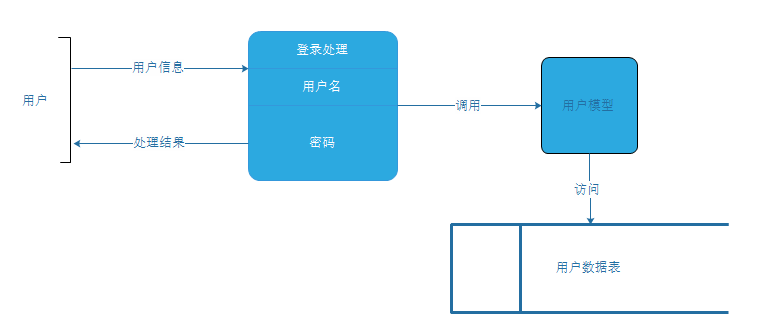 登录处理
用户信息
用户名
用户
调用
用户模型
处理结果
密码
访问
用户数据表